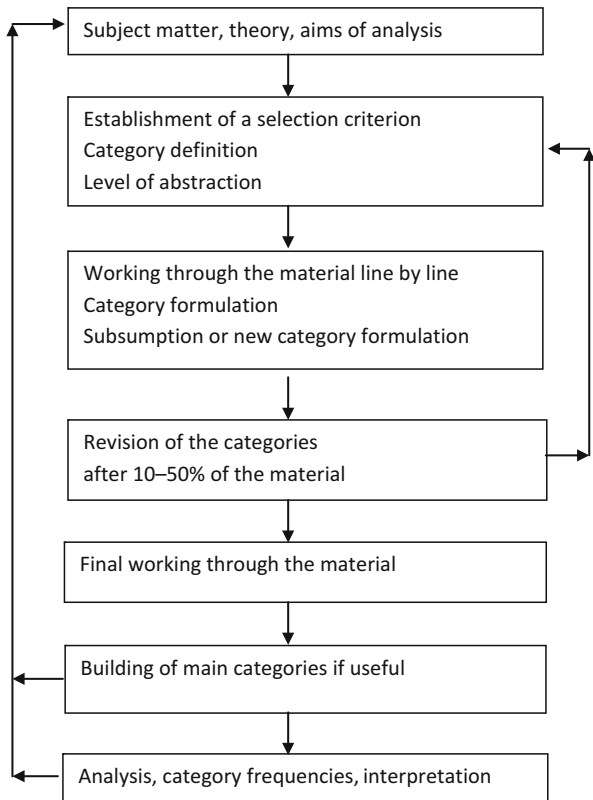 Subject matter, theory, aims of analysis
Establishment of a selection criterion
Category definition
Level of abstraction
Working through the material line by line
Category formulation
Subsumption or new category formulation
Revision of the categories
after 10–50% of the material
Final working through the material
Building of main categories if useful
Analysis, category frequencies, interpretation